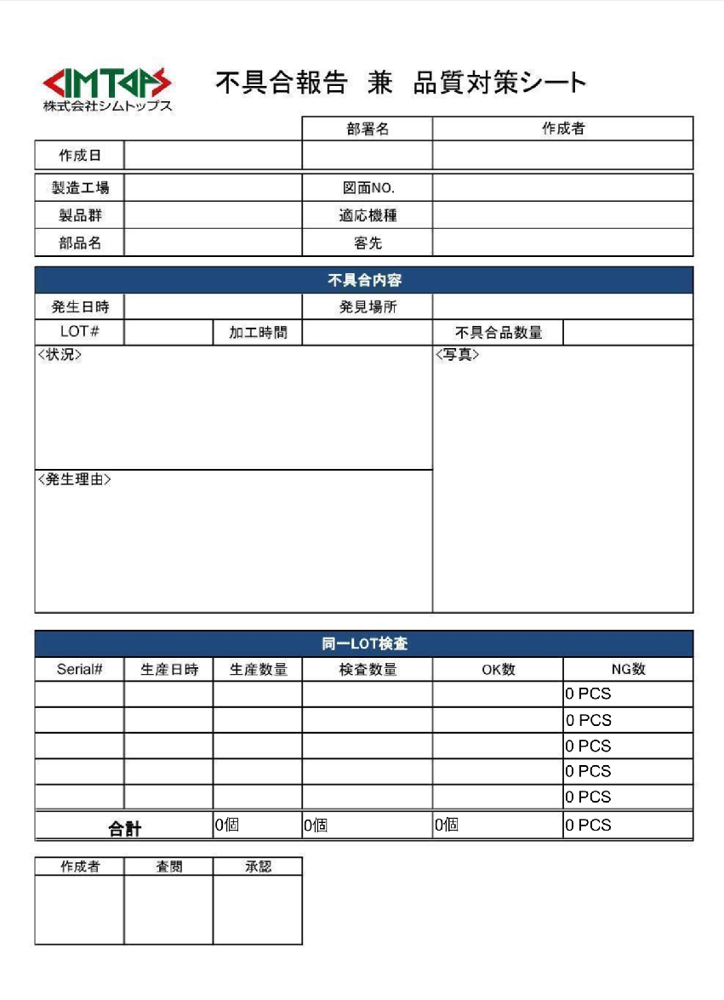 CIMTOPS
株式会社シムトップス
不具合報告 兼 品質対策シート
部署名 作成者
作成日
製造工場 図面NO.
製品群 適応機種
部品名 客先
不具合内容
発生日時 発見場所
LOT# 加工時間 不具合品数量
<状況> <写真>
<発生理由>
同一LOT検査
Serial# 生産日時 生産数量 検査数量 OK数 NG数
0 PCS
0 PCS
0 PCS
0 PCS
0 PCS
合計 0個 0個 0個 0 PCS
作成者 査閲 承認